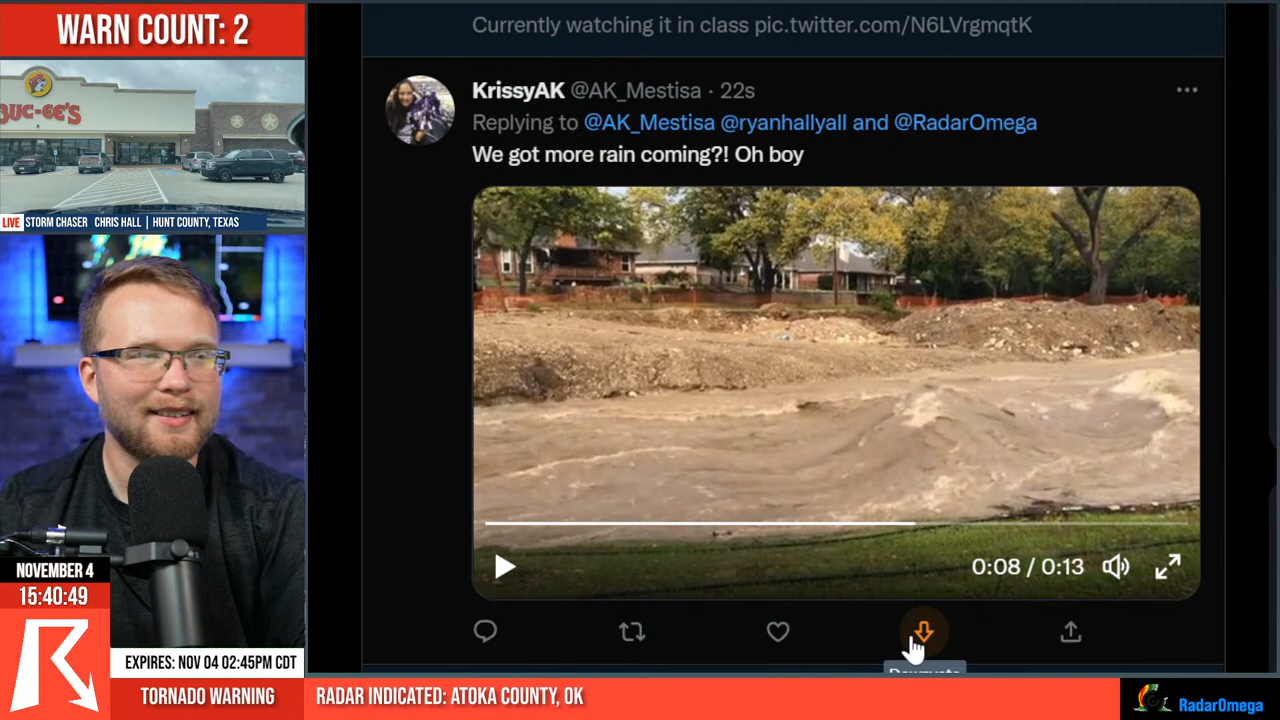 WARN COUNT: 2
BUC-EE'S
LIVE STORM CHASER CHRIS HALL | HUNT COUNTY, TEXAS
Currently watching it in class pic.twitter.com/N6LVrgmqtK
KrissyAK @AK_Mestisa · 22s
Replying to @AK_Mestisa @ryanhallyall and @RadarOmega
We got more rain coming?! Oh boy
0:08 / 0:13
NOVEMBER 4
15:40:49
EXPIRES: NOV 04 02:45PM CDT
TORNADO WARNING
RADAR INDICATED: ATOKA COUNTY, OK
RadarOmega